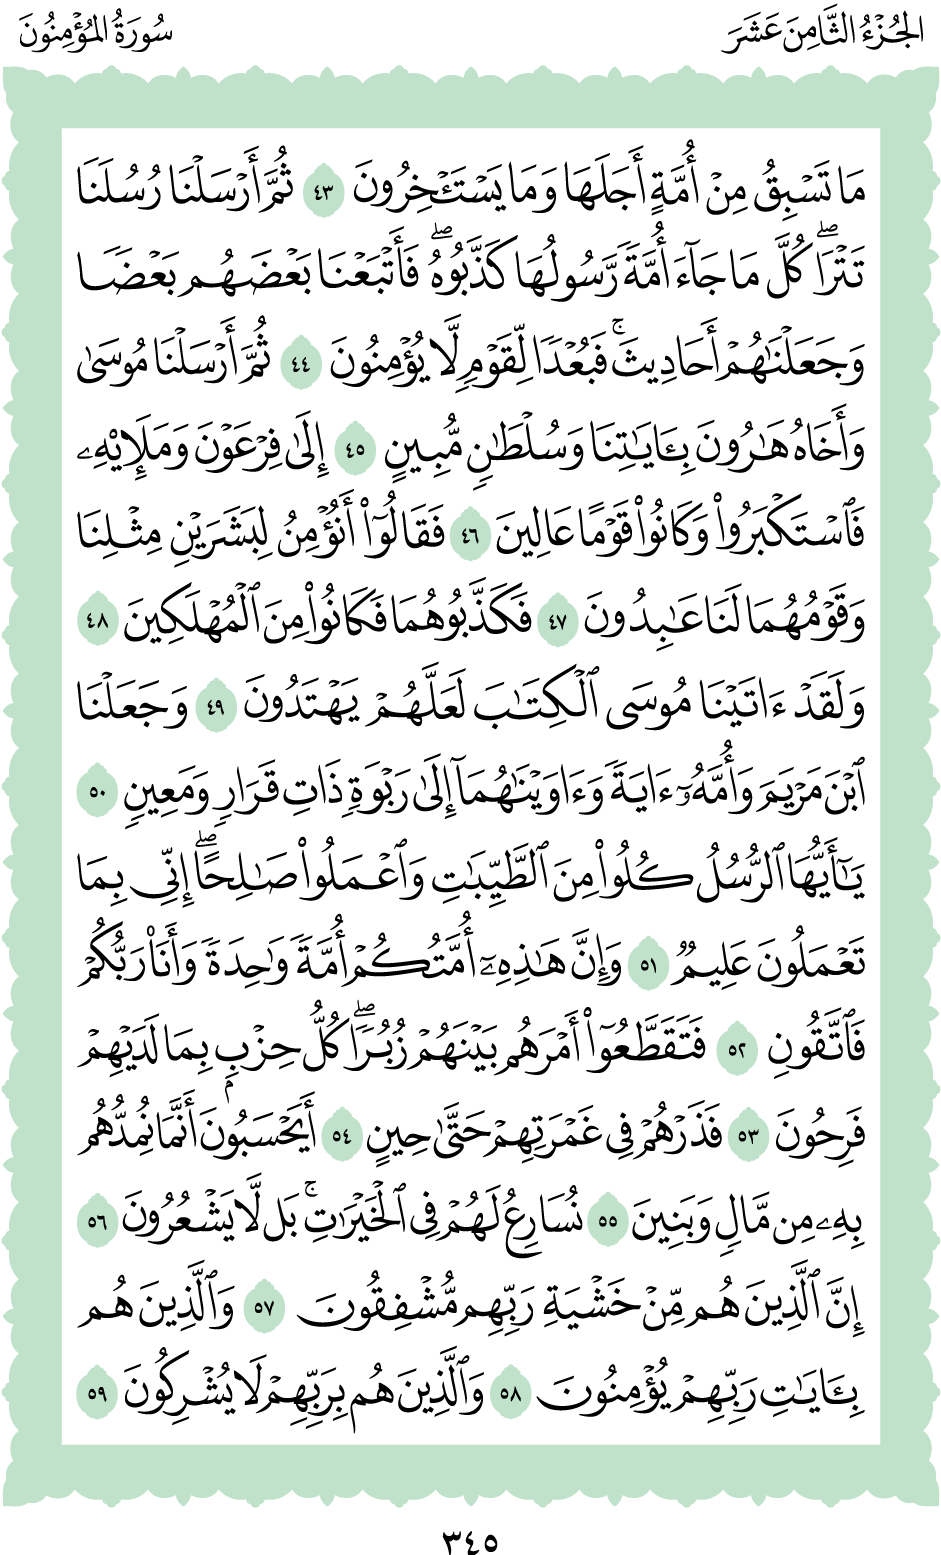 الجُزْءُ الثَّامِنَ عَشَرَ
سُورَةُ المُؤْمِنُونَ
مَا تَسْبِقُ مِنْ أُمَّةٍ أَجَلَهَا وَمَا يَسْتَـْٔخِرُونَ ٤٣ ثُمَّ أَرْسَلْنَا رُسُلَنَا
تَتْرَاۖ كُلَّ مَا جَآءَ أُمَّةً رَّسُولُهَا كَذَّبُوهُۖ فَأَتْبَعْنَا بَعْضَهُم بَعْضًا
وَجَعَلْنَٰهُمْ أَحَادِيثَۚ فَبُعْدًا لِّقَوْمٍ لَّا يُؤْمِنُونَ ٤٤ ثُمَّ أَرْسَلْنَا مُوسَىٰ
وَأَخَاهُ هَٰرُونَ بِـَٔايَٰتِنَا وَسُلْطَٰنٍ مُّبِينٍ ٤٥ إِلَىٰ فِرْعَوْنَ وَمَلَإِي۟هِۦ
فَٱسْتَكْبَرُوا۟ وَكَانُوا۟ قَوْمًا عَالِينَ ٤٦ فَقَالُوٓا۟ أَنُؤْمِنُ لِبَشَرَيْنِ مِثْلِنَا
وَقَوْمُهُمَا لَنَا عَٰبِدُونَ ٤٧ فَكَذَّبُوهُمَا فَكَانُوا۟ مِنَ ٱلْمُهْلَكِينَ ٤٨
وَلَقَدْ ءَاتَيْنَا مُوسَى ٱلْكِتَٰبَ لَعَلَّهُمْ يَهْتَدُونَ ٤٩ وَجَعَلْنَا
ٱبْنَ مَرْيَمَ وَأُمَّهُۥٓ ءَايَةً وَءَاوَيْنَٰهُمَآ إِلَىٰ رَبْوَةٍ ذَاتِ قَرَارٍ وَمَعِينٍ ٥٠
يَٰٓأَيُّهَا ٱلرُّسُلُ كُلُوا۟ مِنَ ٱلطَّيِّبَٰتِ وَٱعْمَلُوا۟ صَٰلِحًاۖ إِنِّى بِمَا
تَعْمَلُونَ عَلِيمٌ ٥١ وَإِنَّ هَٰذِهِۦٓ أُمَّتُكُمْ أُمَّةً وَٰحِدَةً وَأَنَا۠ رَبُّكُمْ
فَٱتَّقُونِ ٥٢ فَتَقَطَّعُوٓا۟ أَمْرَهُم بَيْنَهُمْ زُبُرًاۖ كُلُّ حِزْبٍۭ بِمَا لَدَيْهِمْ
فَرِحُونَ ٥٣ فَذَرْهُمْ فِى غَمْرَتِهِمْ حَتَّىٰ حِينٍ ٥٤ أَيَحْسَبُونَ أَنَّمَا نُمِدُّهُم
بِهِۦ مِن مَّالٍ وَبَنِينَ ٥٥ نُسَارِعُ لَهُمْ فِى ٱلْخَيْرَٰتِۚ بَل لَّا يَشْعُرُونَ ٥٦
إِنَّ ٱلَّذِينَ هُم مِّنْ خَشْيَةِ رَبِّهِم مُّشْفِقُونَ ٥٧ وَٱلَّذِينَ هُم
بِـَٔايَٰتِ رَبِّهِمْ يُؤْمِنُونَ ٥٨ وَٱلَّذِينَ هُم بِرَبِّهِمْ لَا يُشْرِكُونَ ٥٩
٣٤٥